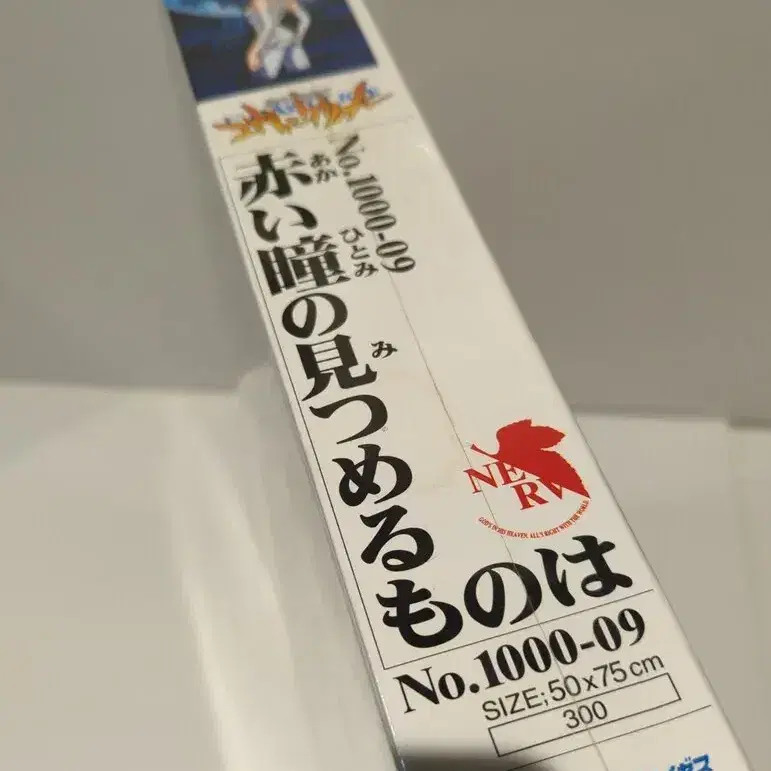 No.1000-09
赤い瞳の見つめるものは
あか
ひとみ
み
NERV
GOD'S IN HIS HEAVEN. ALL'S RIGHT WITH THE WORLD.
No.1000-09
SIZE;50x75cm
300